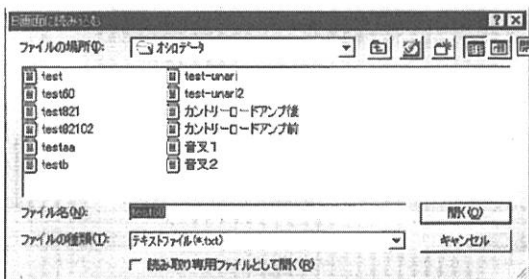 B画面に読み込む
ファイルの場所(I): オシロデータ
test
test60
test821
test82102
testaa
testb
test-unari
test-unari2
カントリーロードアンプ後
カントリーロードアンプ前
音叉1
音叉2
ファイル名(N): test60 開く(O)
ファイルの種類(T): テキストファイル(*.txt) キャンセル
読み取り専用ファイルとして開く(R)